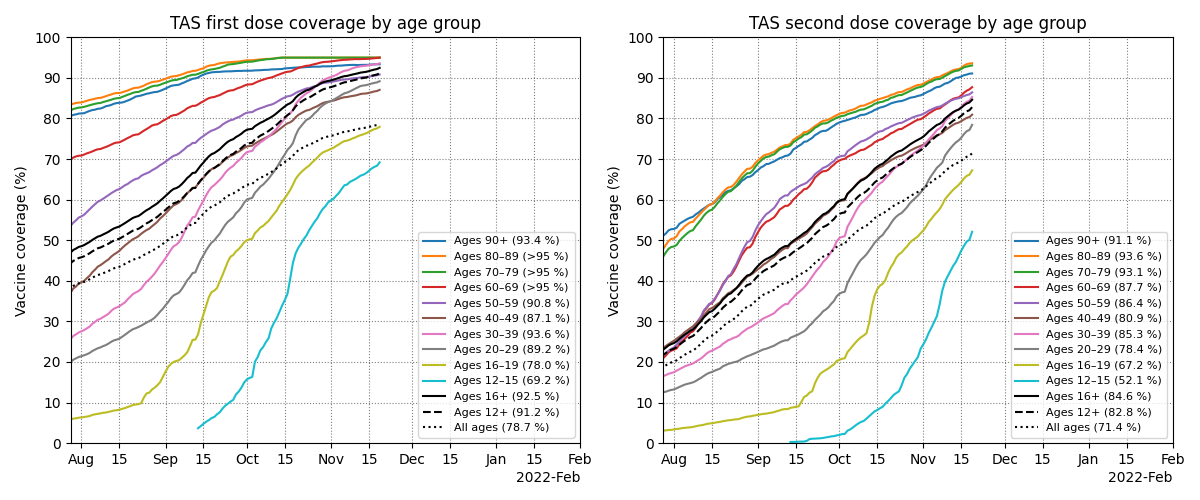 TAS first dose coverage by age group
Vaccine coverage (%)
100
90
80
70
60
50
40
30
20
10
0
Ages 90+ (93.4 %)
Ages 80–89 (>95 %)
Ages 70–79 (>95 %)
Ages 60–69 (>95 %)
Ages 50–59 (90.8 %)
Ages 40–49 (87.1 %)
Ages 30–39 (93.6 %)
Ages 20–29 (89.2 %)
Ages 16–19 (78.0 %)
Ages 12–15 (69.2 %)
Ages 16+ (92.5 %)
Ages 12+ (91.2 %)
All ages (78.7 %)
Aug 15 Sep 15 Oct 15 Nov 15 Dec 15 Jan 15 Feb
2022-Feb
TAS second dose coverage by age group
Vaccine coverage (%)
100
90
80
70
60
50
40
30
20
10
0
Ages 90+ (91.1 %)
Ages 80–89 (93.6 %)
Ages 70–79 (93.1 %)
Ages 60–69 (87.7 %)
Ages 50–59 (86.4 %)
Ages 40–49 (80.9 %)
Ages 30–39 (85.3 %)
Ages 20–29 (78.4 %)
Ages 16–19 (67.2 %)
Ages 12–15 (52.1 %)
Ages 16+ (84.6 %)
Ages 12+ (82.8 %)
All ages (71.4 %)
Aug 15 Sep 15 Oct 15 Nov 15 Dec 15 Jan 15 Feb
2022-Feb